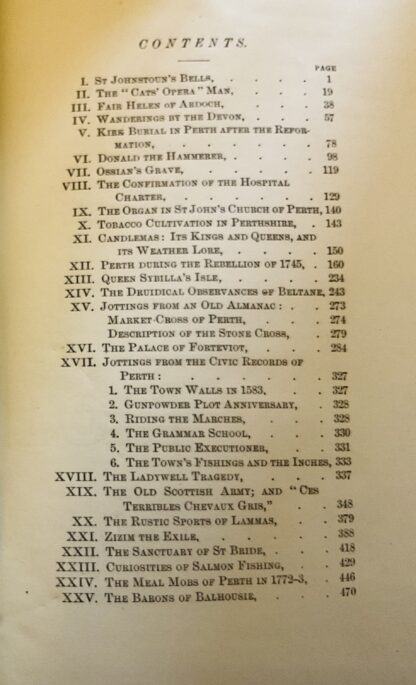 CONTENTS.
PAGE
I. ST JOHNSTOUN'S BELLS, . . . . 1
II. THE "CATS' OPERA" MAN, . . . 19
III. FAIR HELEN OF ARDOCH, . . . 38
IV. WANDERINGS BY THE DEVON, . . . 57
V. KIRK BURIAL IN PERTH AFTER THE REFOR-
MATION, . . . . . 78
VI. DONALD THE HAMMERER, . . . . 98
VII. OSSIAN'S GRAVE, . . . . . 119
VIII. THE CONFIRMATION OF THE HOSPITAL
CHARTER, . . . . . 129
IX. THE ORGAN IN ST JOHN'S CHURCH OF PERTH, 140
X. TOBACCO CULTIVATION IN PERTHSHIRE, . 143
XI. CANDLEMAS: ITS KINGS AND QUEENS, AND
ITS WEATHER LORE, . . . . 150
XII. PERTH DURING THE REBELLION OF 1745, . 160
XIII. QUEEN SYBILLA'S ISLE, . . . . 234
XIV. THE DRUIDICAL OBSERVANCES OF BELTANE, 243
XV. JOTTINGS FROM AN OLD ALMANAC: . . 273
MARKET-CROSS OF PERTH, . . . 274
DESCRIPTION OF THE STONE CROSS, . 279
XVI. THE PALACE OF FORTEVIOT, . . . 284
XVII. JOTTINGS FROM THE CIVIC RECORDS OF
PERTH: . . . . . . 327
1. THE TOWN WALLS IN 1583, . . 327
2. GUNPOWDER PLOT ANNIVERSARY, . 328
3. RIDING THE MARCHES, . . . 328
4. THE GRAMMAR SCHOOL, . . . 330
5. THE PUBLIC EXECUTIONER, . . 331
6. THE TOWN'S FISHINGS AND THE INCHES, 333
XVIII. THE LADYWELL TRAGEDY, . . . 337
XIX. THE OLD SCOTTISH ARMY; AND "CES
TERRIBLES CHEVAUX GRIS," . . 348
XX. THE RUSTIC SPORTS OF LAMMAS, . . 379
XXI. ZIZIM THE EXILE, . . . . . 388
XXII. THE SANCTUARY OF ST BRIDE, . . . 418
XXIII. CURIOSITIES OF SALMON FISHING, . . 429
XXIV. THE MEAL MOBS OF PERTH IN 1772-3, . 446
XXV. THE BARONS OF BALHOUSIE, . . . 470